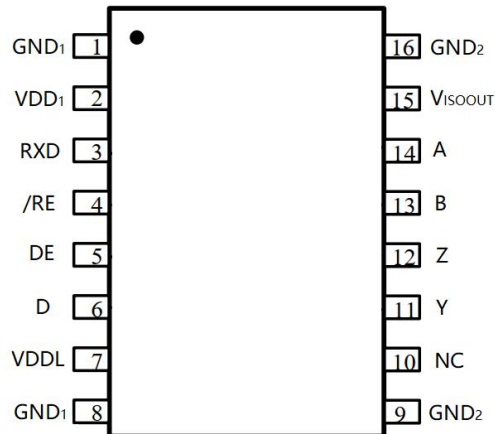 GND1 1 16 GND2
VDD1 2 15 VISOOUT
RXD 3 14 A
/RE 4 13 B
DE 5 12 Z
D 6 11 Y
VDDL 7 10 NC
GND1 8 9 GND2